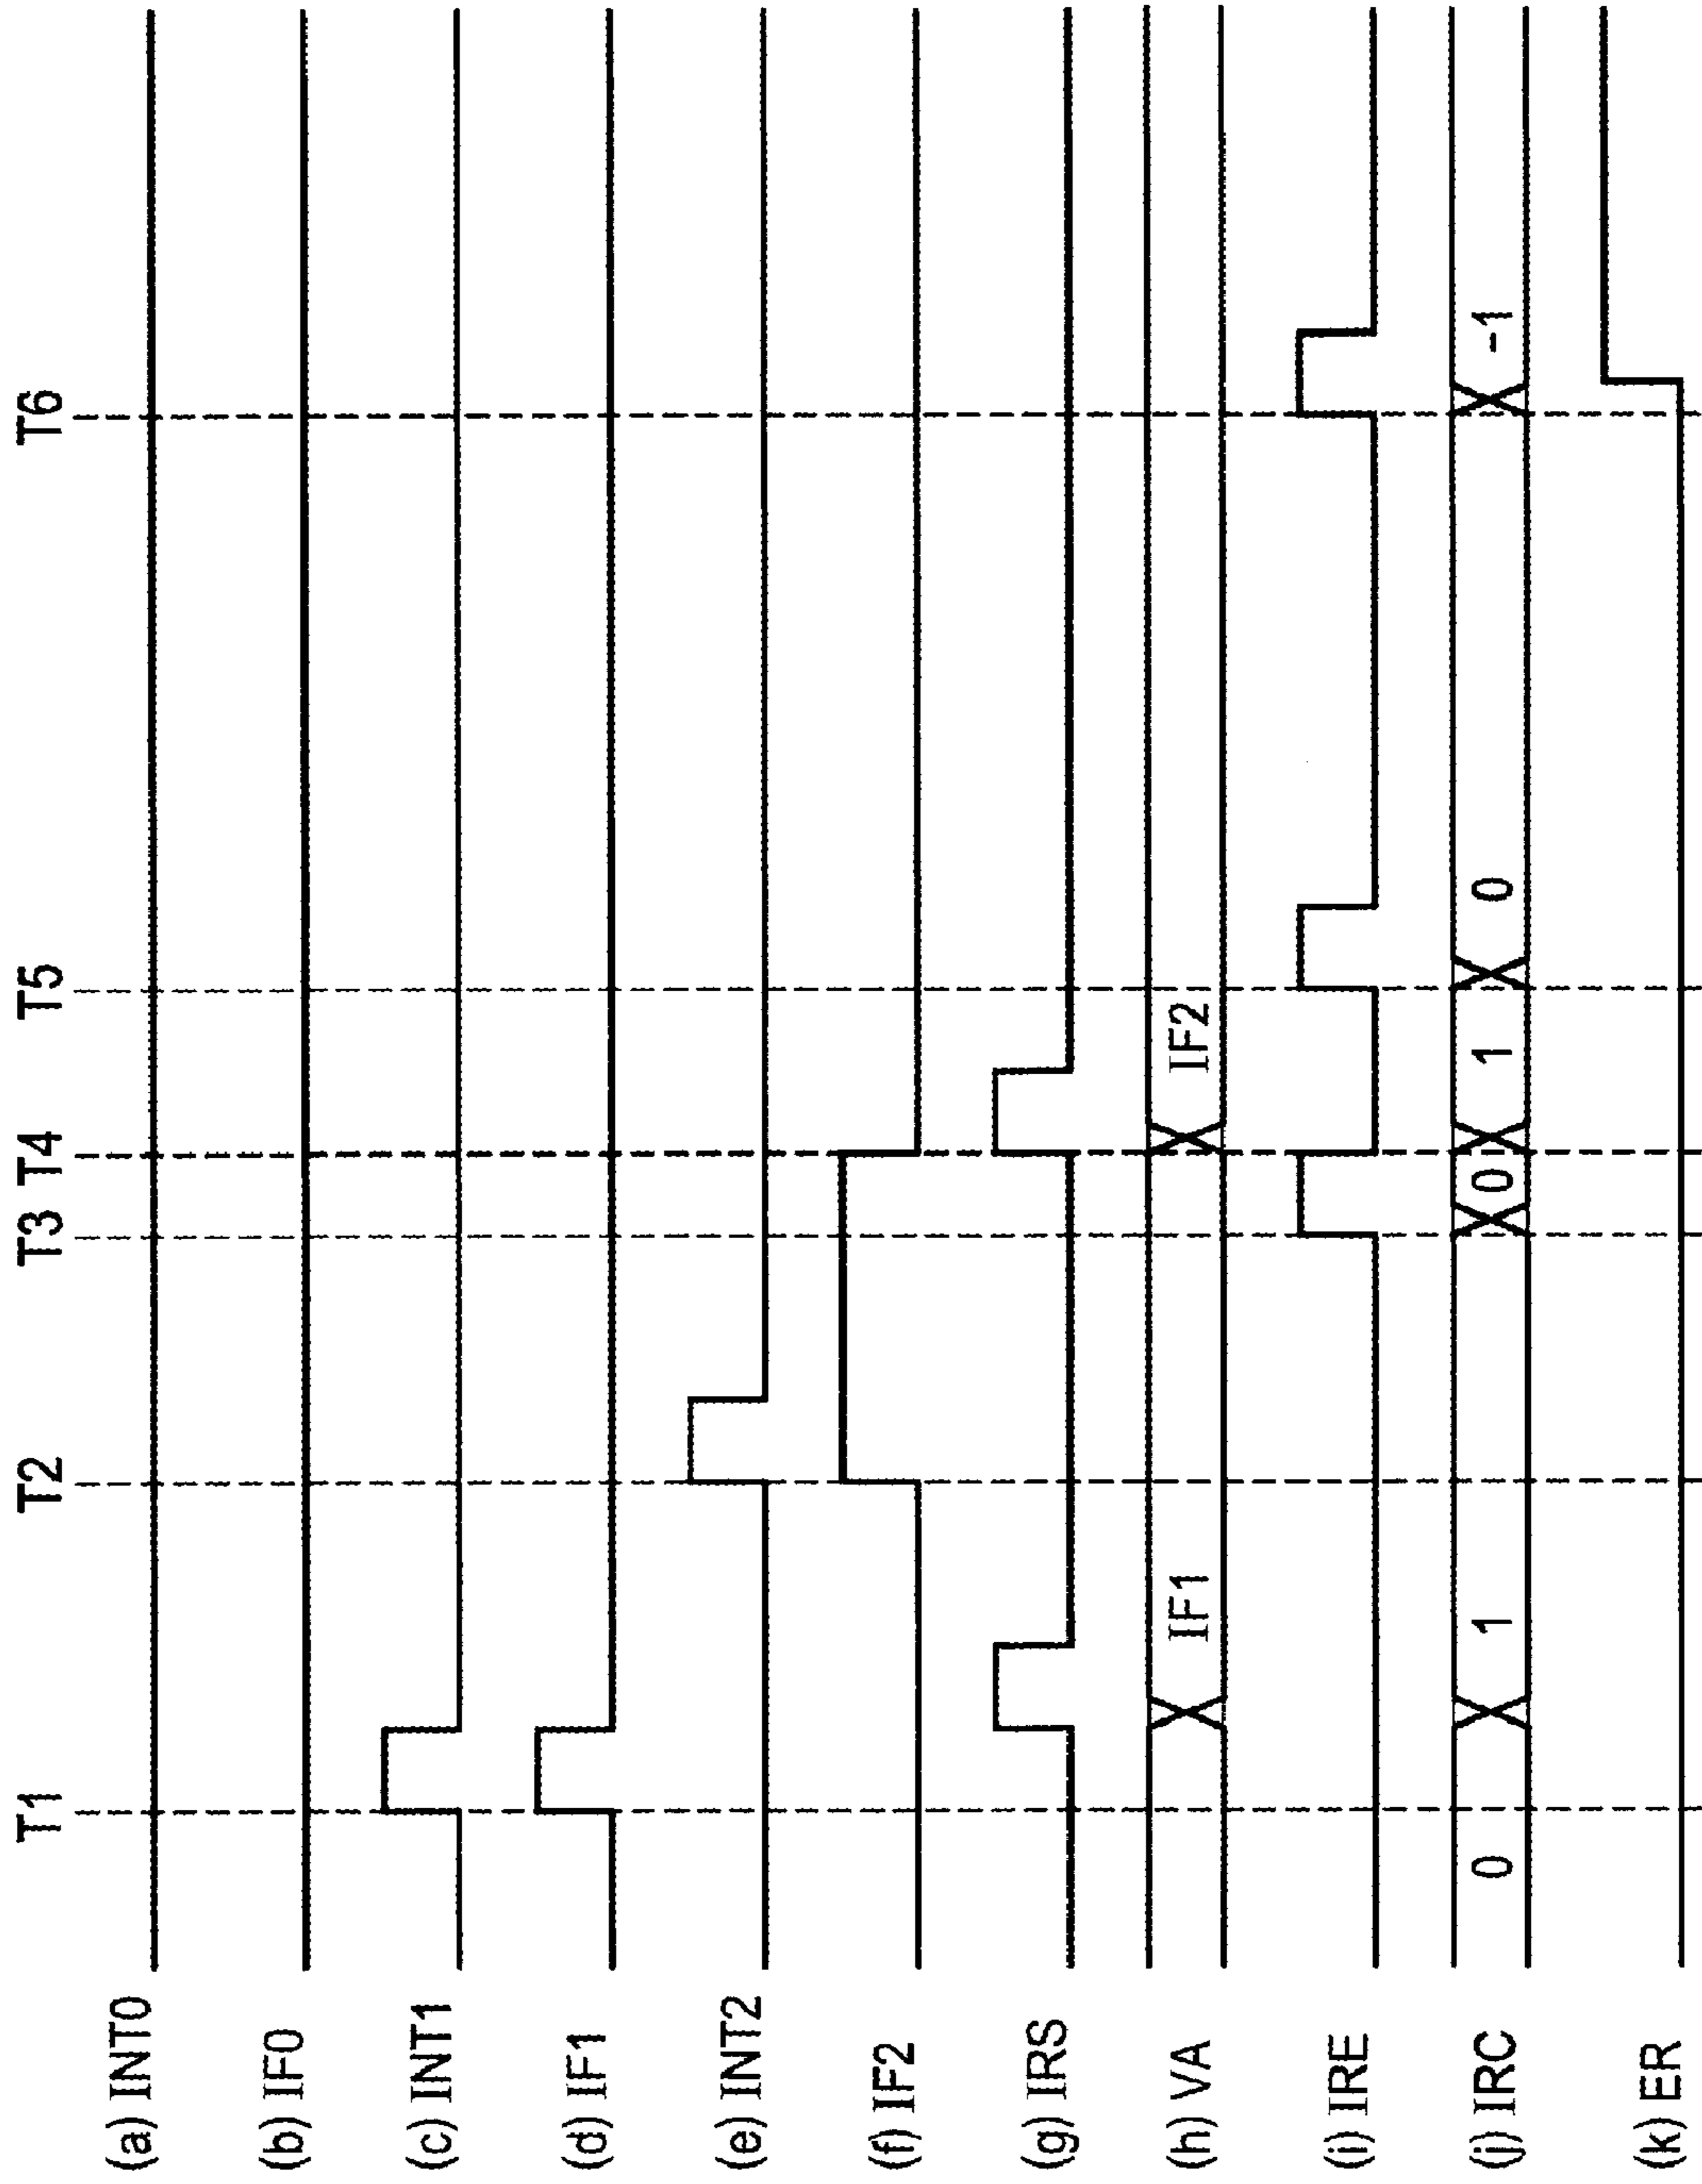 T1 T2 T3 T4 T5 T6
(a) INT0
(b) IF0
(c) INT1
(d) IF1
(e) INT2
(f) IF2
(g) IRS
(h) VA IF1 IF2
(i) IRE
(j) IRC 0 1 0 1 0 -1
(k) ER